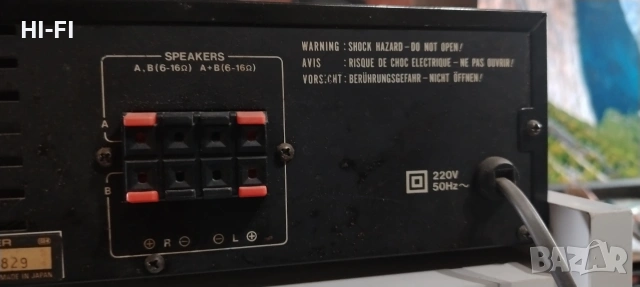 HI-FI
SPEAKERS
A, B(6-16Ω) A+B(6-16Ω)
A
B
⊕ R ⊖ ⊖ L ⊕
WARNING : SHOCK HAZARD – DO NOT OPEN!
AVIS : RISQUE DE CHOC ELECTRIQUE – NE PAS OUVRIR!
VORSICHT : BERÜHRUNGSGEFAHR – NICHT ÖFFNEN!
220V
50Hz～
829
MADE IN JAPAN
BAZAR
bg